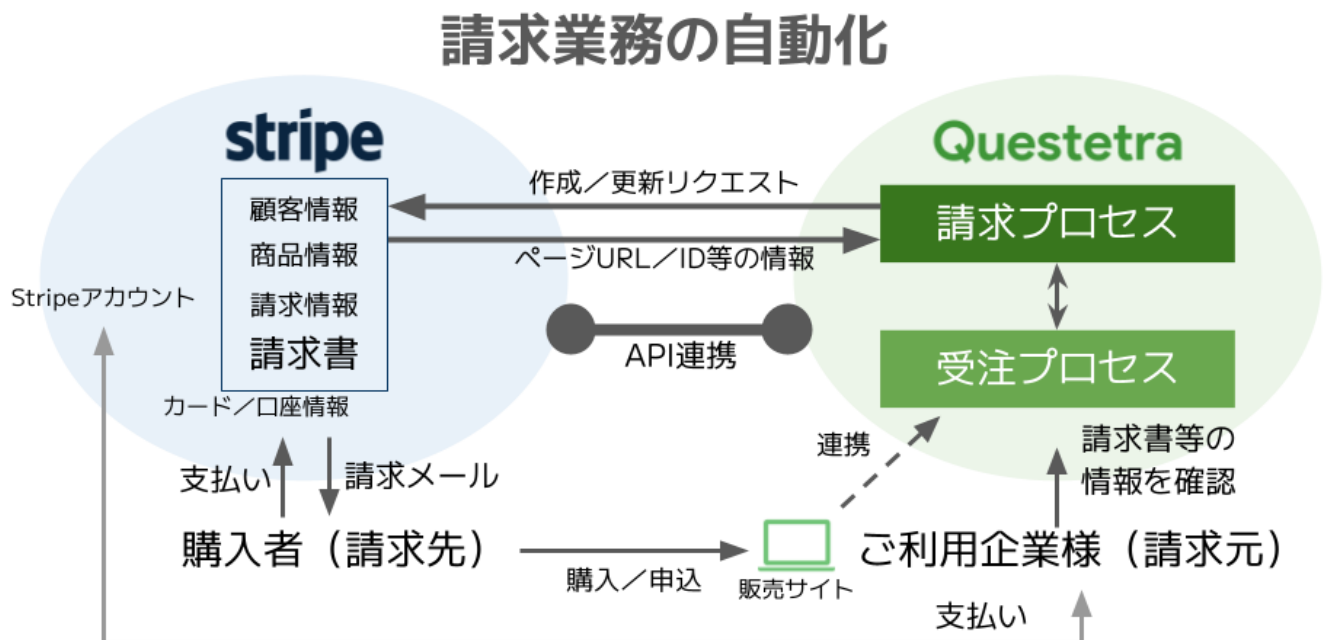 請求業務の自動化
stripe
Questetra
顧客情報
商品情報
請求情報
請求書
カード／口座情報
Stripeアカウント
作成／更新リクエスト
ページURL／ID等の情報
API連携
請求プロセス
受注プロセス
連携
請求書等の
情報を確認
支払い
請求メール
購入者（請求先）
購入／申込
販売サイト
ご利用企業様（請求元）
支払い